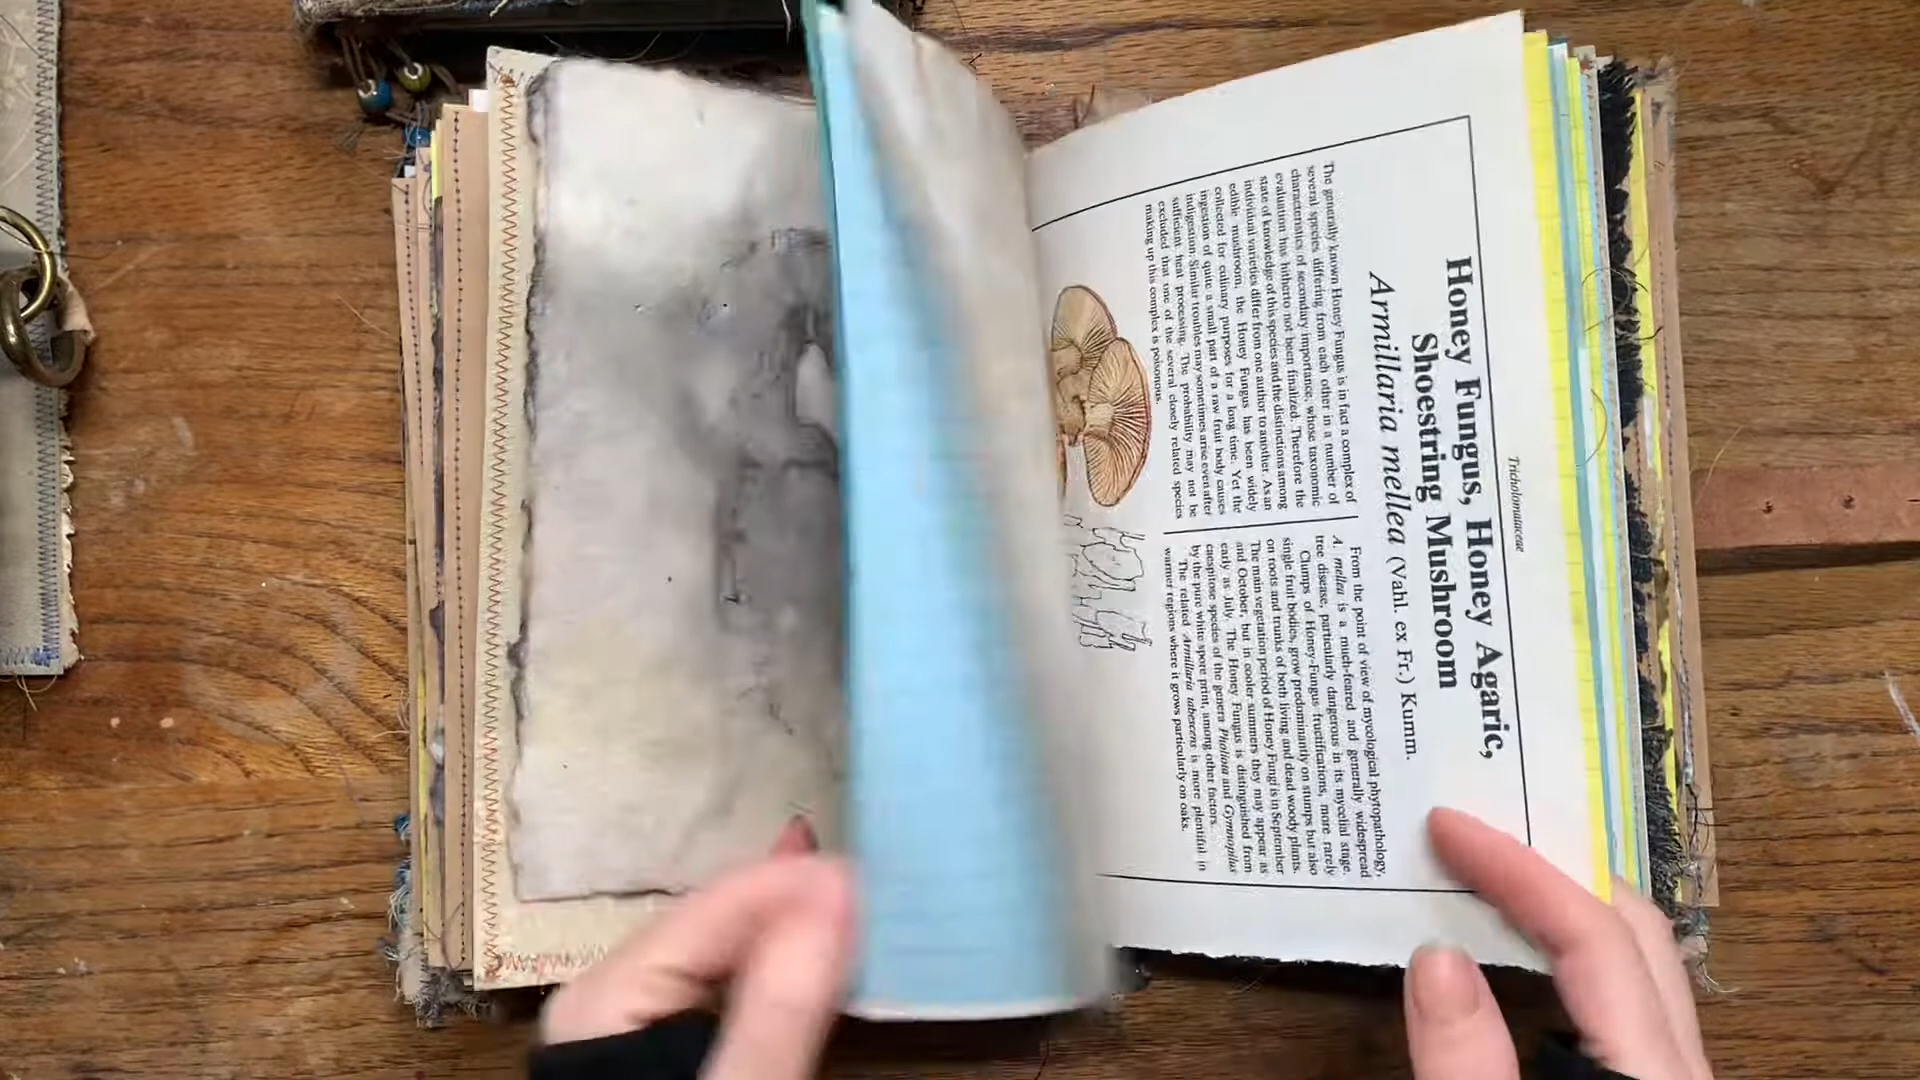 Tricholomataceae
Honey Fungus, Honey Agaric,
Shoestring Mushroom
Armillaria mellea (Vahl. ex Fr.) Kumm.
The generally known Honey Fungus is in fact a complex of
several species differing from each other in a number of
characteristics of secondary importance, whose taxonomic
evaluation has hitherto not been finalized. Therefore the
state of knowledge of this species and the distinctions among
individual varieties differ from one author to another. As an
edible mushroom, the Honey Fungus has been widely
collected for culinary purposes for a long time. Yet the
ingestion of quite a small part of a raw fruit body causes
indigestion. Similar troubles may sometimes arise even after
sufficient heat processing. The probability may not be
excluded that one of the several closely related species
making up this complex is poisonous.
From the point of view of mycological phytopathology,
A. mellea is a much-feared and generally widespread
tree disease, particularly dangerous in its mycelial stage.
Clumps of Honey-Fungus fructifications, more rarely
single fruit bodies, grow predominantly on stumps but also
on roots and trunks of both living and dead woody plants.
The main vegetation period of Honey Fungi is in September
and October, but in cooler summers they may appear as
early as July. The Honey Fungus is distinguished from
caespitose species of the genera Pholiota and Gymnopilus
by the pure white spore print, among other factors.
The related Armillaria tabescens is more plentiful in
warmer regions where it grows particularly on oaks.